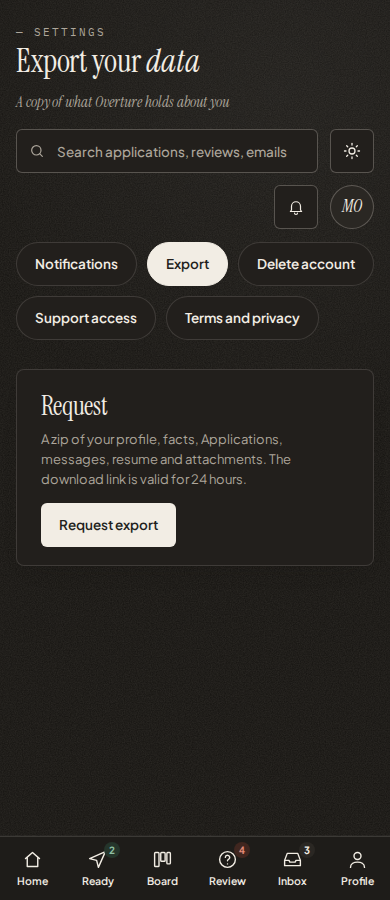 — SETTINGS
Export your data
A copy of what Overture holds about you
Search applications, reviews, emails
MO
Notifications
Export
Delete account
Support access
Terms and privacy
Request
A zip of your profile, facts, Applications,
messages, resume and attachments. The
download link is valid for 24 hours.
Request export
2
4
3
Home
Ready
Board
Review
Inbox
Profile